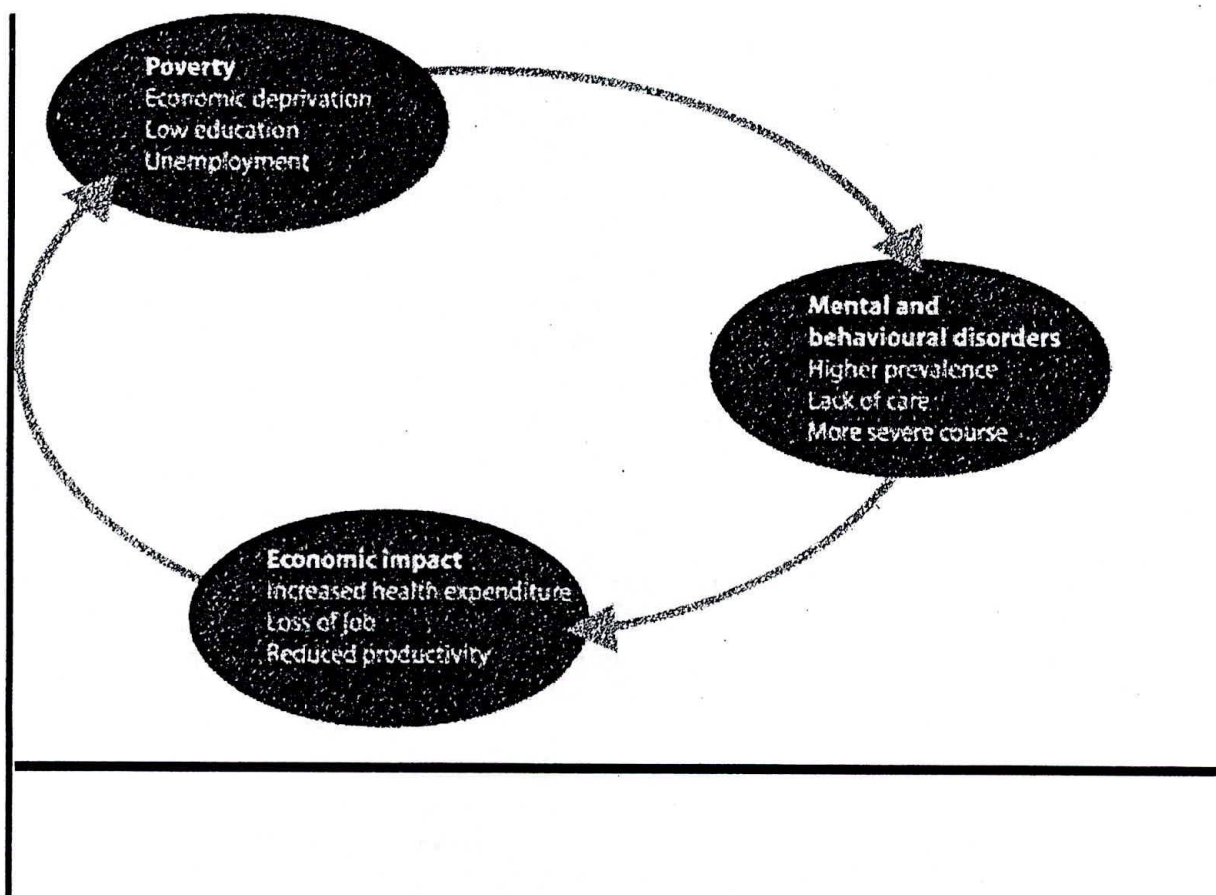 Poverty
Economic deprivation
Low education
Unemployment
Mental and
behavioural disorders
Higher prevalence
Lack of care
More severe course
Economic impact
Increased health expenditure
Loss of job
Reduced productivity